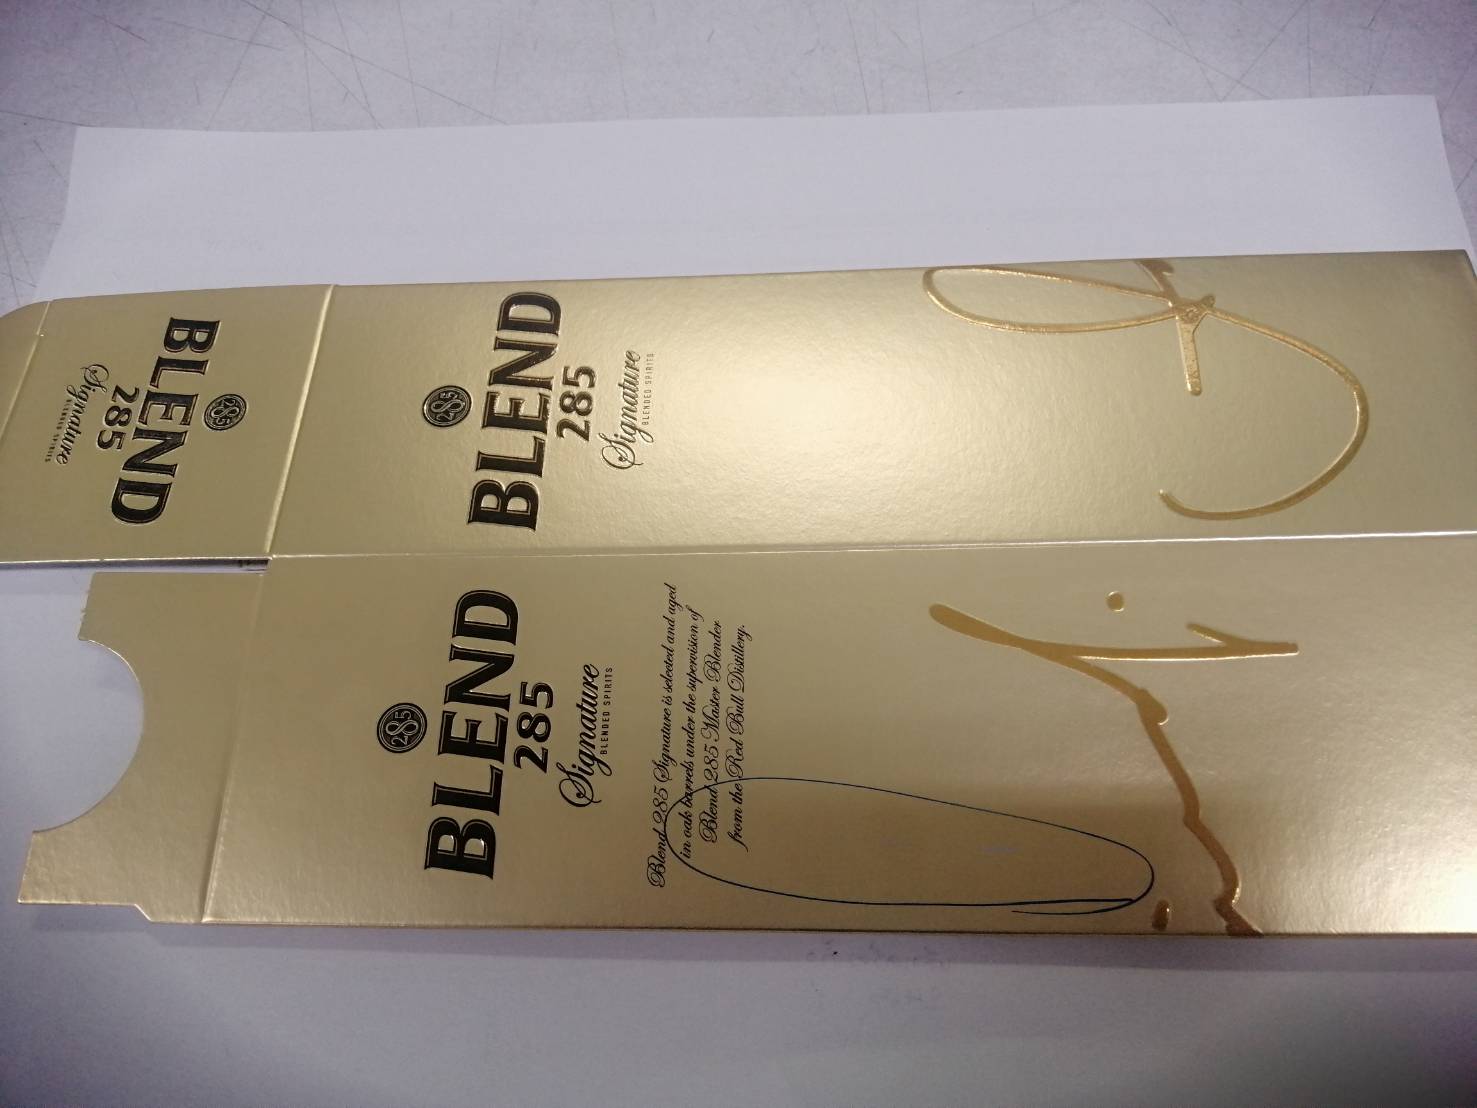 285
BLEND
285
Signature
BLENDED SPIRITS
285
BLEND
285
Signature
BLENDED SPIRITS
285
BLEND
285
Signature
BLENDED SPIRITS
Blend 285 Signature is selected and aged
in oak barrels under the supervision of
Blend 285 Master Blender
from the Red Bull Distillery.